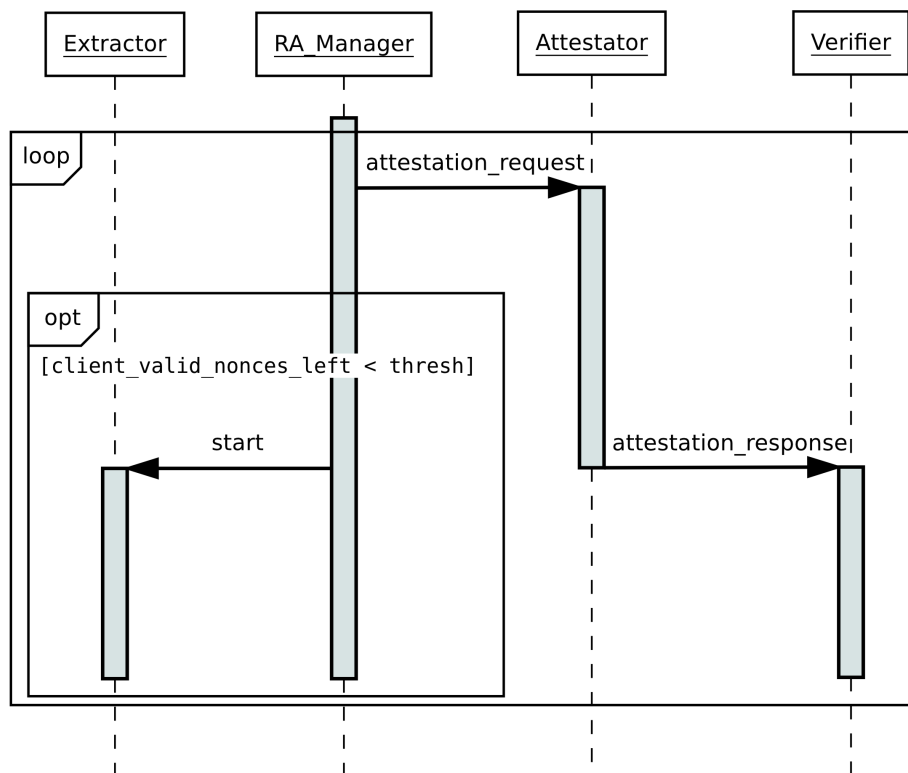 Extractor
RA_Manager
Attestator
Verifier
loop
attestation_request
opt
[client_valid_nonces_left < thresh]
start
attestation_response